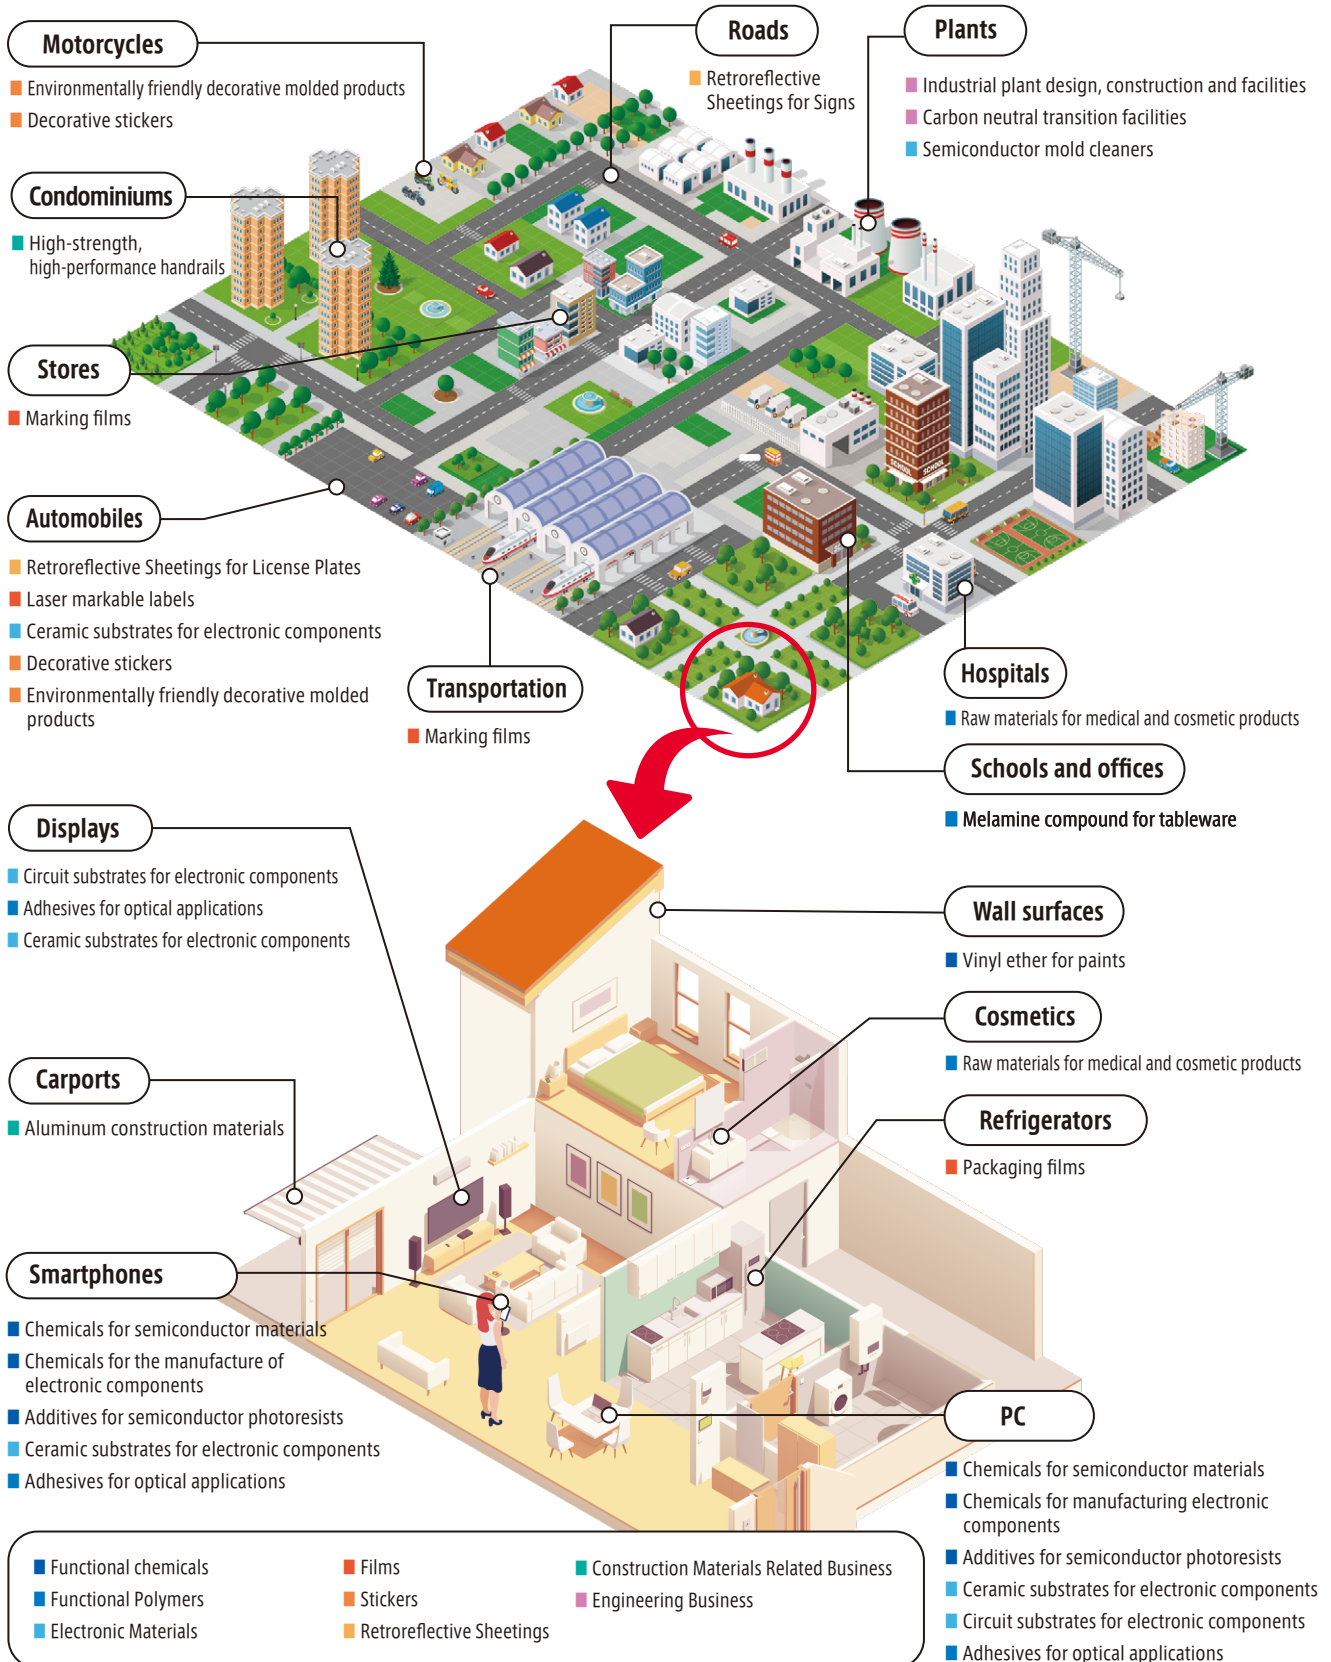 Motorcycles
Environmentally friendly decorative molded products
Decorative stickers
Roads
Retroreflective
Sheetings for Signs
Plants
Industrial plant design, construction and facilities
Carbon neutral transition facilities
Semiconductor mold cleaners
Condominiums
High-strength,
high-performance handrails
Stores
Marking films
SCHOOL SCHOOL
Automobiles
Retroreflective Sheetings for License Plates
Laser markable labels
Ceramic substrates for electronic components
Decorative stickers
Environmentally friendly decorative molded
products
Transportation
Marking films
Hospitals
Raw materials for medical and cosmetic products
Schools and offices
Melamine compound for tableware
Displays
Circuit substrates for electronic components
Adhesives for optical applications
Ceramic substrates for electronic components
Wall surfaces
Vinyl ether for paints
Cosmetics
Raw materials for medical and cosmetic products
Carports
Aluminum construction materials
Refrigerators
Packaging films
Smartphones
Chemicals for semiconductor materials
Chemicals for the manufacture of
electronic components
Additives for semiconductor photoresists
Ceramic substrates for electronic components
Adhesives for optical applications
PC
Chemicals for semiconductor materials
Chemicals for manufacturing electronic
components
Additives for semiconductor photoresists
Ceramic substrates for electronic components
Circuit substrates for electronic components
Adhesives for optical applications
Functional chemicals
Functional Polymers
Electronic Materials
Films
Stickers
Retroreflective Sheetings
Construction Materials Related Business
Engineering Business